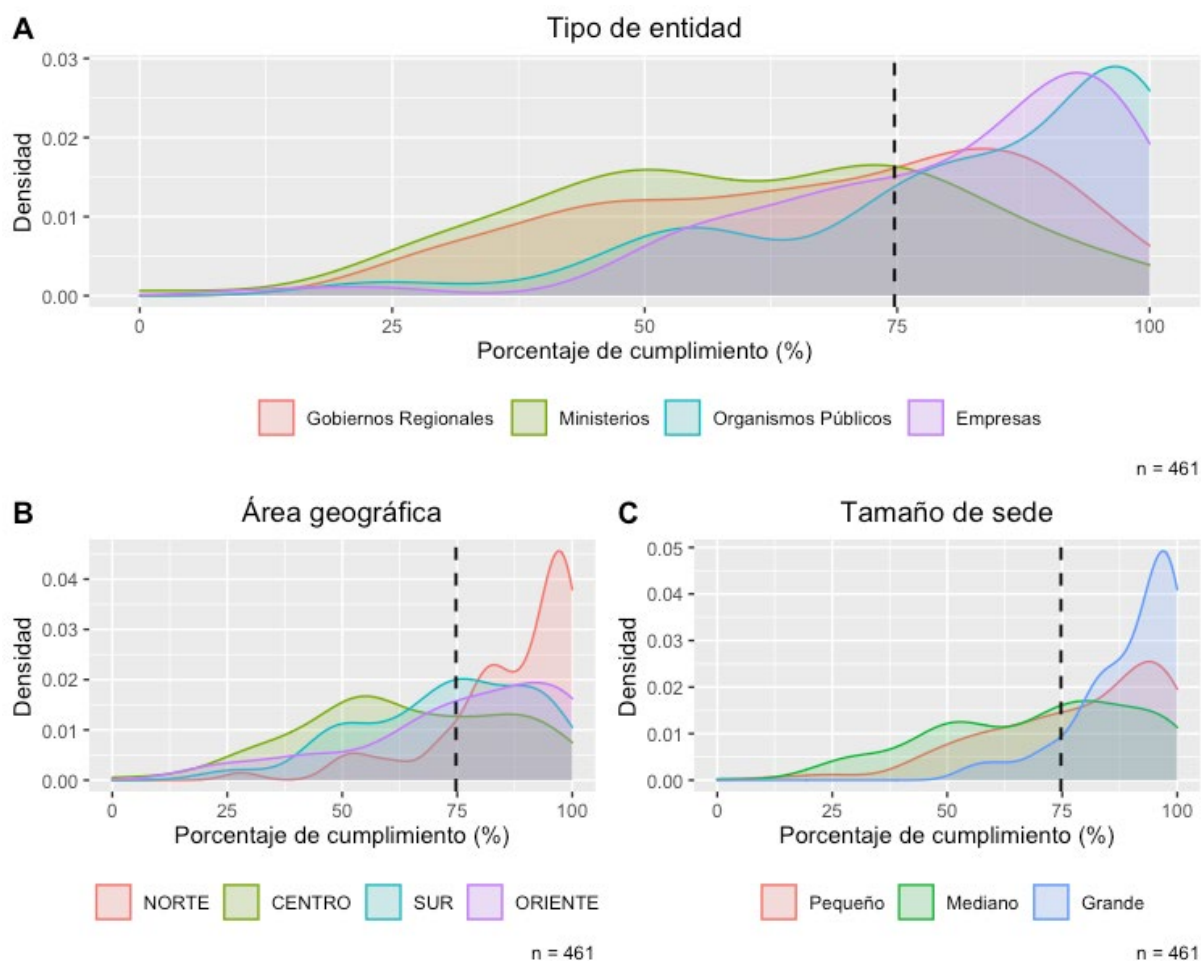 A
Tipo de entidad
Densidad
0.03
0.02
0.01
0.00
0 25 50 75 100
Porcentaje de cumplimiento (%)
Gobiernos Regionales Ministerios Organismos Públicos Empresas
n = 461
B
Área geográfica
Densidad
0.04
0.03
0.02
0.01
0.00
0 25 50 75 100
Porcentaje de cumplimiento (%)
NORTE CENTRO SUR ORIENTE
n = 461
C
Tamaño de sede
Densidad
0.05
0.04
0.03
0.02
0.01
0.00
0 25 50 75 100
Porcentaje de cumplimiento (%)
Pequeño Mediano Grande
n = 461